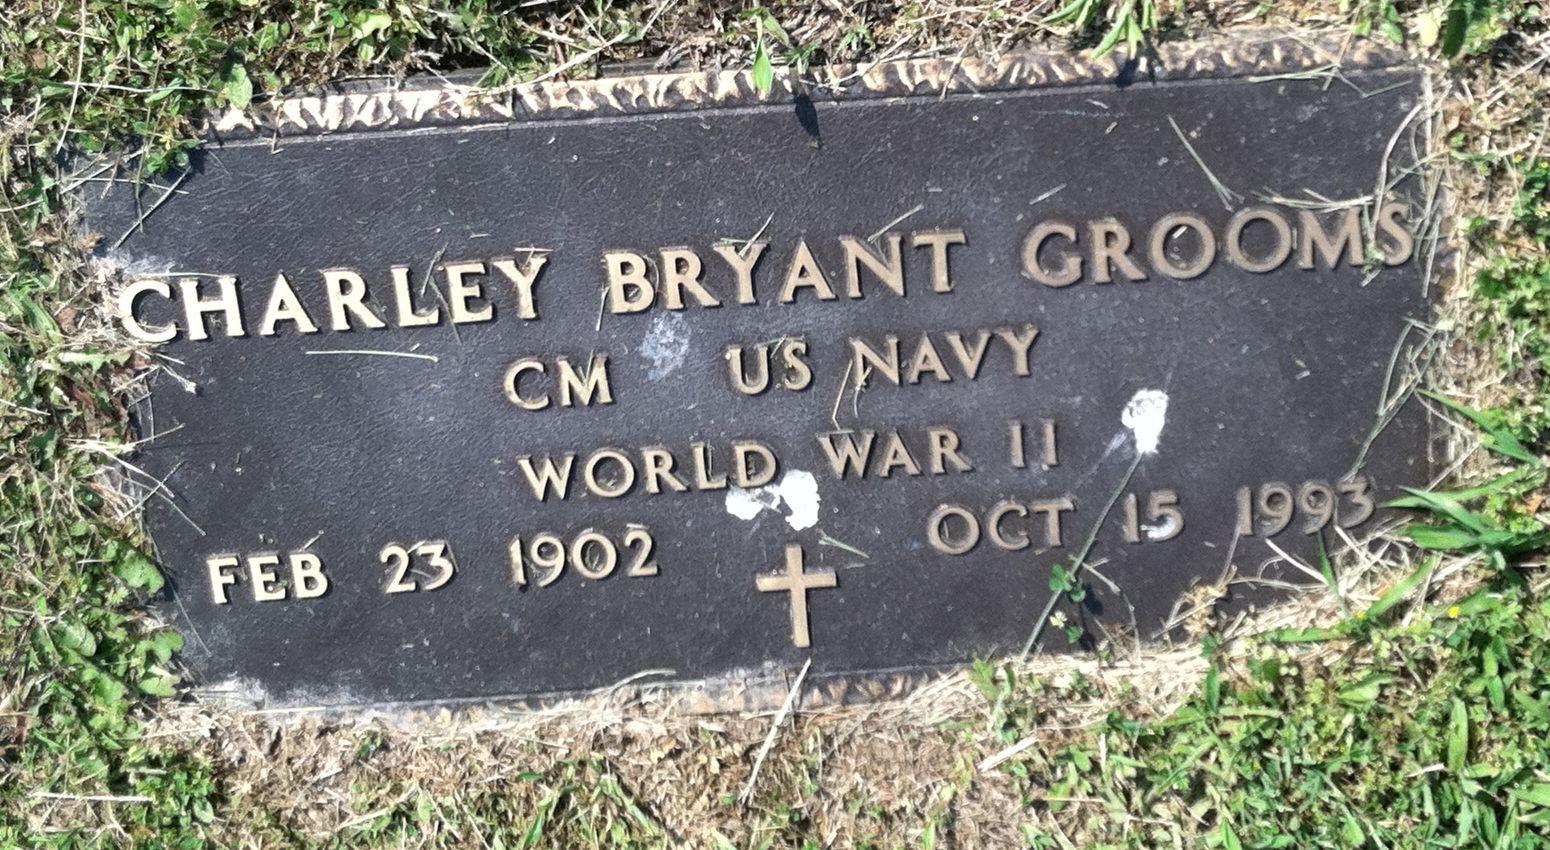 CHARLEY BRYANT GROOMS
CM US NAVY
WORLD WAR II
FEB 23 1902 OCT 15 1993